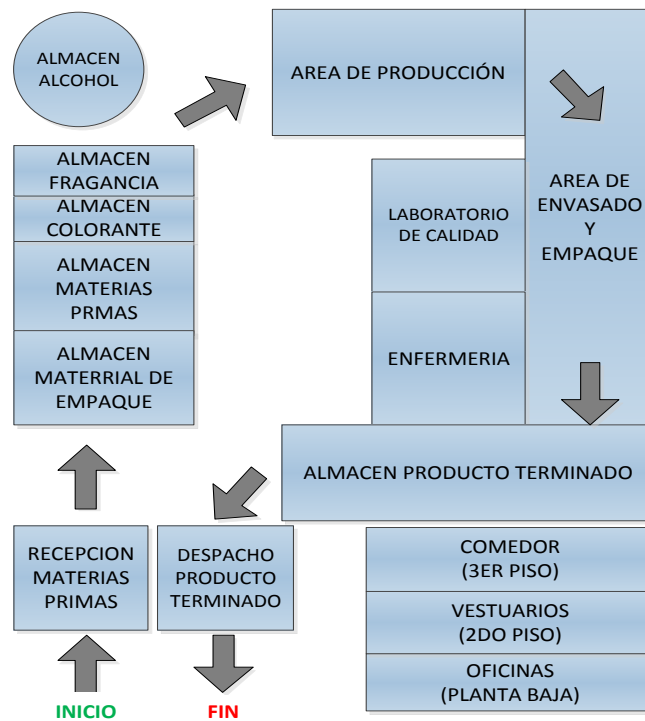 ALMACEN
ALCOHOL
AREA DE PRODUCCIÓN
ALMACEN
FRAGANCIA
ALMACEN
COLORANTE
ALMACEN
MATERIAS
PRMAS
ALMACEN
MATERRIAL DE
EMPAQUE
LABORATORIO
DE CALIDAD
AREA DE
ENVASADO
Y
EMPAQUE
ENFERMERIA
ALMACEN PRODUCTO TERMINADO
RECEPCION
MATERIAS
PRIMAS
DESPACHO
PRODUCTO
TERMINADO
COMEDOR
(3ER PISO)
VESTUARIOS
(2DO PISO)
OFICINAS
(PLANTA BAJA)
INICIO
FIN